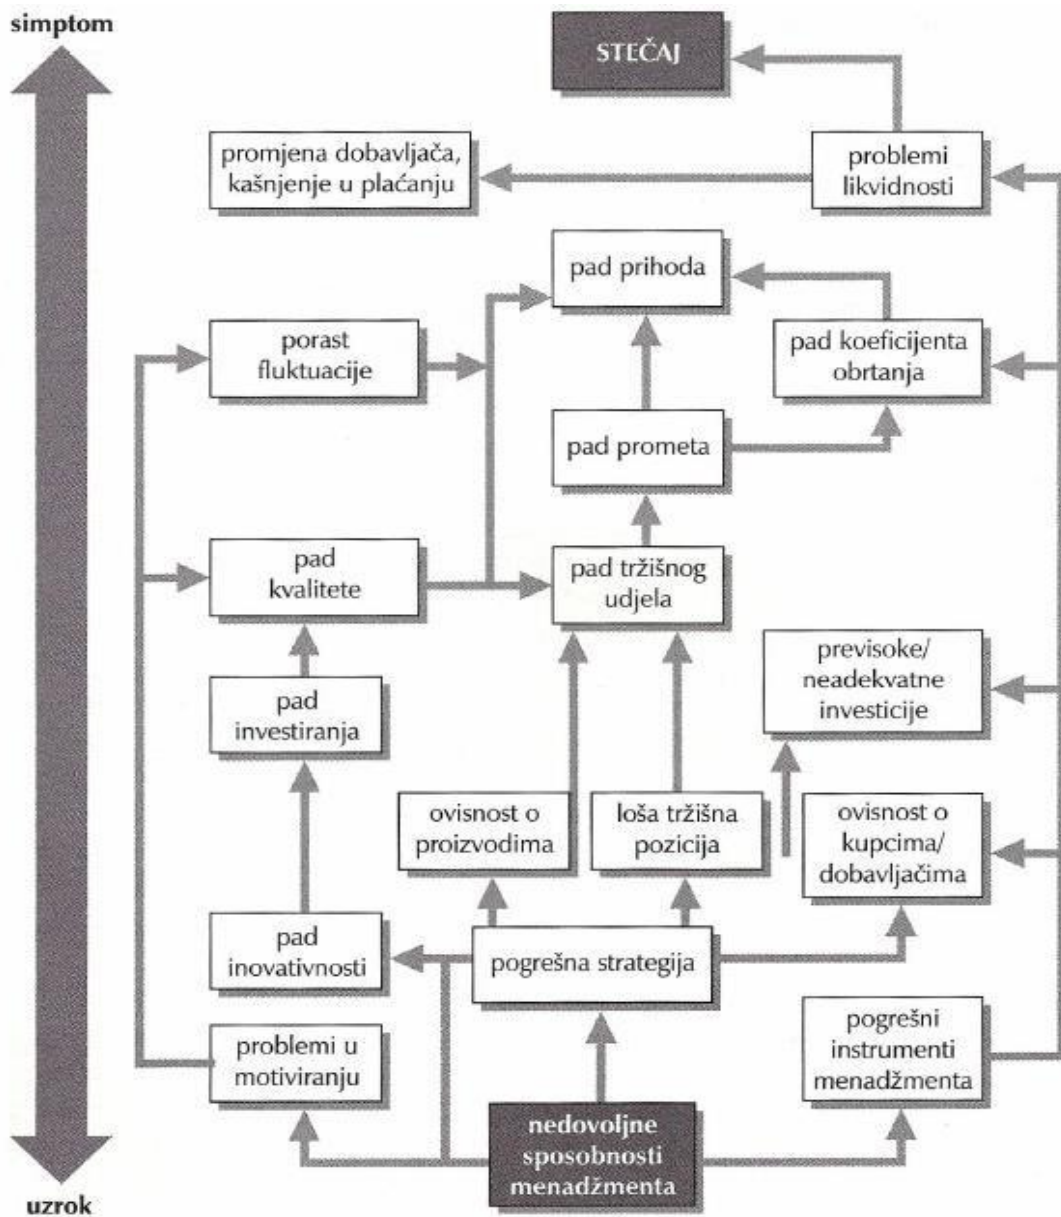 simptom
STEČAJ
promjena dobavljača,
kašnjenje u plaćanju
problemi
likvidnosti
pad prihoda
porast
fluktuacije
pad koeficijenta
obrtanja
pad prometa
pad
kvalitete
pad tržišnog
udjela
previsoke/
neadekvatne
investicije
pad
investiranja
ovisnost o
proizvodima
loša tržišna
pozicija
ovisnost o
kupcima/
dobavljačima
pad
inovativnosti
pogrešna strategija
problemi u
motiviranju
pogrešni
instrumenti
menadžmenta
nedovoljne
sposobnosti
menadžmenta
uzrok